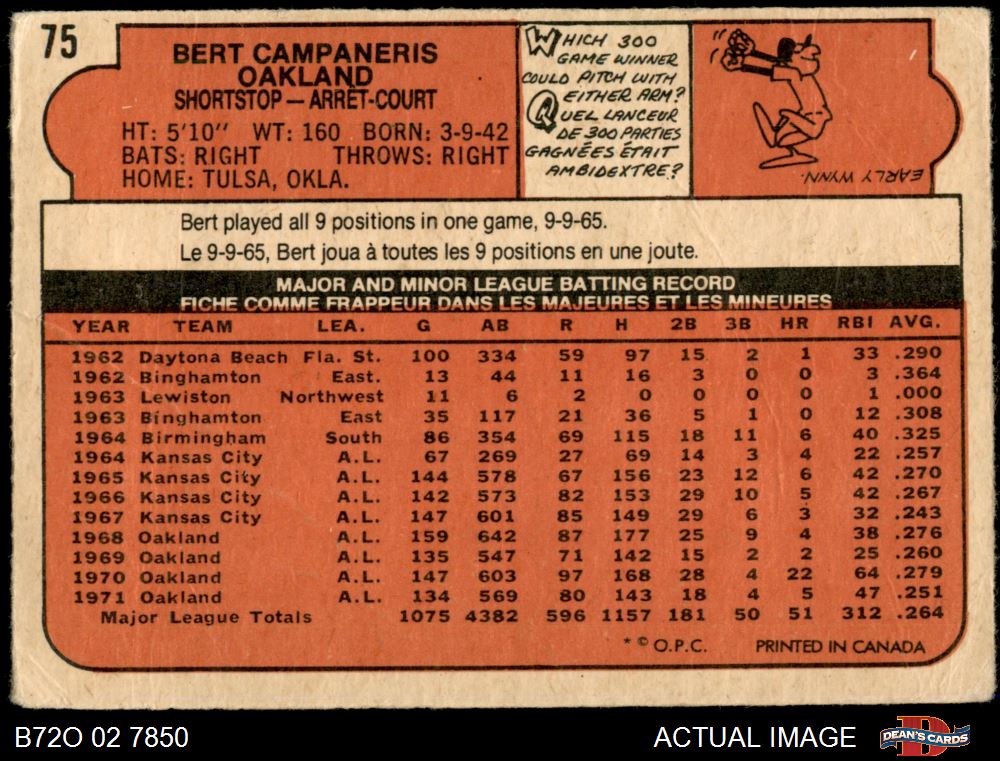 75
BERT CAMPANERIS
OAKLAND
SHORTSTOP — ARRÊT-COURT
HT: 5'10" WT: 160 BORN: 3-9-42
BATS: RIGHT THROWS: RIGHT
HOME: TULSA, OKLA.
WHICH 300
GAME WINNER
COULD PITCH WITH
EITHER ARM?
QUEL LANCEUR
DE 300 PARTIES
GAGNÉES ÉTAIT
AMBIDEXTRE?
EARLY WYNN.
Bert played all 9 positions in one game, 9-9-65.
Le 9-9-65, Bert joua à toutes les 9 positions en une joute.
MAJOR AND MINOR LEAGUE BATTING RECORD
FICHE COMME FRAPPEUR DANS LES MAJEURES ET LES MINEURES
YEAR TEAM LEA. G AB R H 2B 3B HR RBI AVG.
1962 Daytona Beach Fla. St. 100 334 59 97 15 2 1 33 .290
1962 Binghamton East. 13 44 11 16 3 0 0 3 .364
1963 Lewiston Northwest 11 6 2 0 0 0 0 1 .000
1963 Binghamton East 35 117 21 36 5 1 0 12 .308
1964 Birmingham South 86 354 69 115 18 11 6 40 .325
1964 Kansas City A.L. 67 269 27 69 14 3 4 22 .257
1965 Kansas City A.L. 144 578 67 156 23 12 6 42 .270
1966 Kansas City A.L. 142 573 82 153 29 10 5 42 .267
1967 Kansas City A.L. 147 601 85 149 29 6 3 32 .243
1968 Oakland A.L. 159 642 87 177 25 9 4 38 .276
1969 Oakland A.L. 135 547 71 142 15 2 2 25 .260
1970 Oakland A.L. 147 603 97 168 28 4 22 64 .279
1971 Oakland A.L. 134 569 80 143 18 4 5 47 .251
Major League Totals 1075 4382 596 1157 181 50 51 312 .264
* © O.P.C. PRINTED IN CANADA
B72O 02 7850 ACTUAL IMAGE DEAN'S CARDS